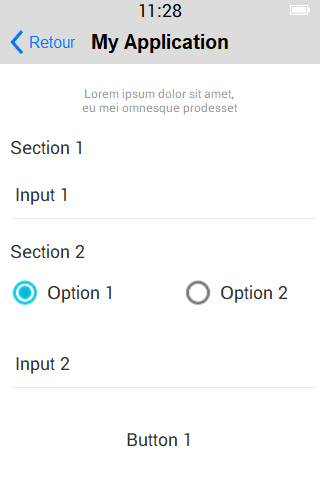 11:28
Retour My Application
Lorem ipsum dolor sit amet,
eu mei omnesque prodesset
Section 1
Input 1
Section 2
Option 1 Option 2
Input 2
Button 1